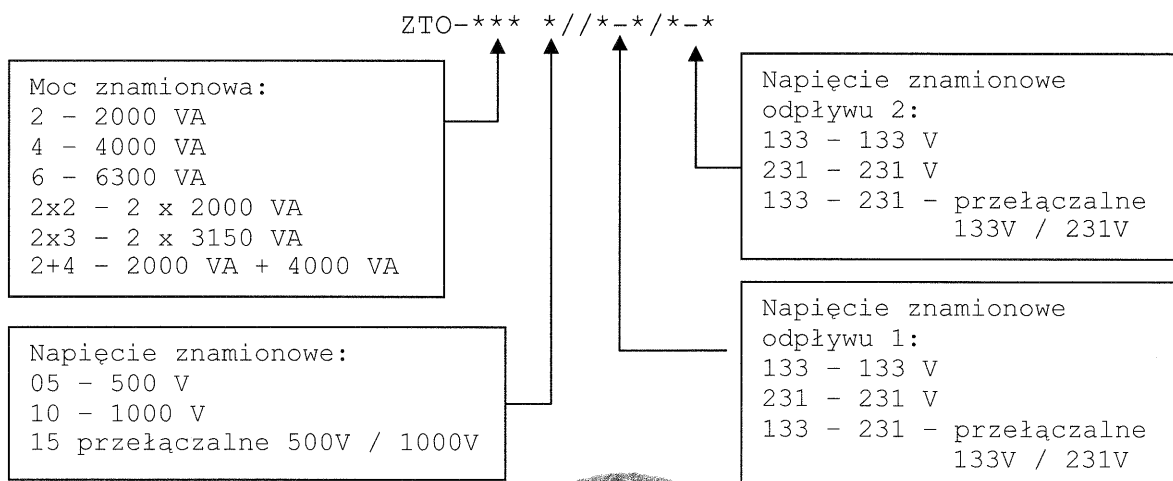 ZTO-*** *//*-*/*-*
Moc znamionowa:
2 – 2000 VA
4 – 4000 VA
6 – 6300 VA
2x2 – 2 x 2000 VA
2x3 – 2 x 3150 VA
2+4 – 2000 VA + 4000 VA
Napięcie znamionowe:
05 – 500 V
10 – 1000 V
15 przełączalne 500V / 1000V
Napięcie znamionowe
odpływu 2:
133 – 133 V
231 – 231 V
133 – 231 – przełączalne
133V / 231V
Napięcie znamionowe
odpływu 1:
133 – 133 V
231 – 231 V
133 – 231 – przełączalne
133V / 231V